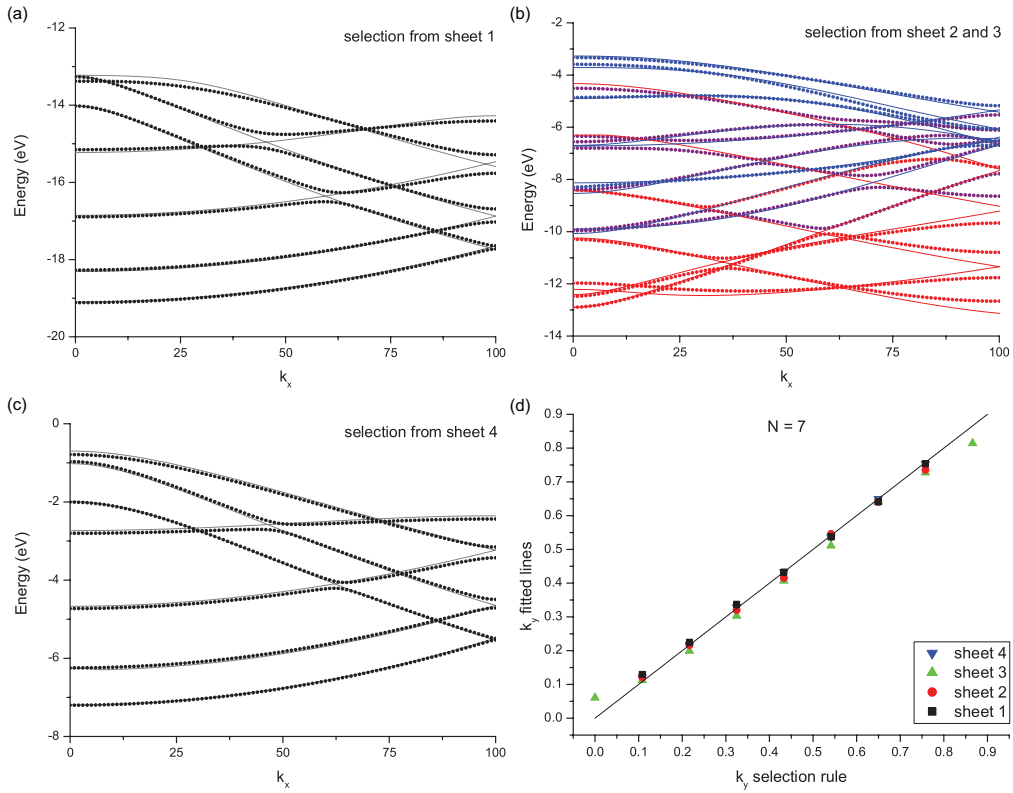 (a)
selection from sheet 1
Energy (eV)
-12
-14
-16
-18
-20
0 25 50 75 100
kx
(b)
selection from sheet 2 and 3
Energy (eV)
-2
-4
-6
-8
-10
-12
-14
0 25 50 75 100
kx
(c)
selection from sheet 4
Energy (eV)
0
-2
-4
-6
-8
0 25 50 75 100
kx
(d)
N = 7
ky fitted lines
0.9
0.8
0.7
0.6
0.5
0.4
0.3
0.2
0.1
0.0
sheet 4
sheet 3
sheet 2
sheet 1
0.0 0.1 0.2 0.3 0.4 0.5 0.6 0.7 0.8 0.9
ky selection rule